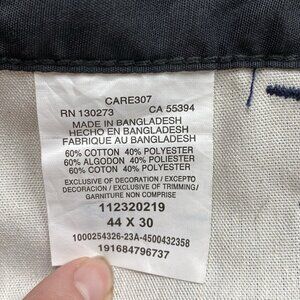 CARE307
RN 130273 CA 55394
MADE IN BANGLADESH
HECHO EN BANGLADESH
FABRIQUE AU BANGLADESH
60% COTTON 40% POLYESTER
60% ALGODON 40% POLIESTER
60% COTON 40% POLYESTER
EXCLUSIVE OF DECORATION / EXCEPTO
DECORACIÓN / EXCLUSIVE OF TRIMMING/
GARNITURE NON COMPRISE
112320219
44 X 30
1000254326-23A-4500432358
191684796737